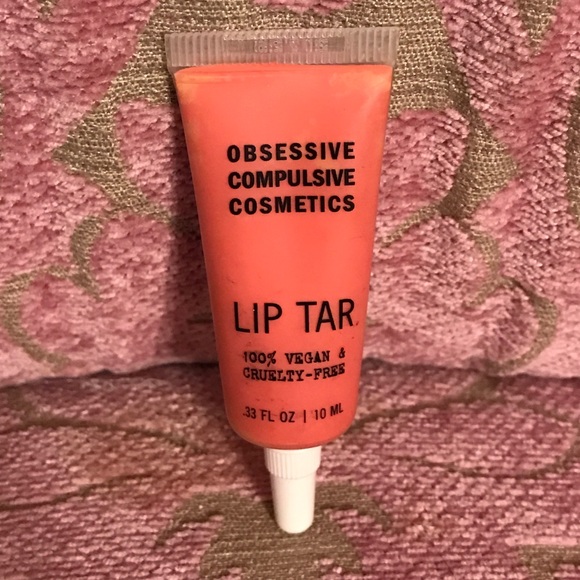 OBSESSIVE
COMPULSIVE
COSMETICS
LIP TAR
100% VEGAN &
CRUELTY-FREE
.33 FL OZ | 10 ML